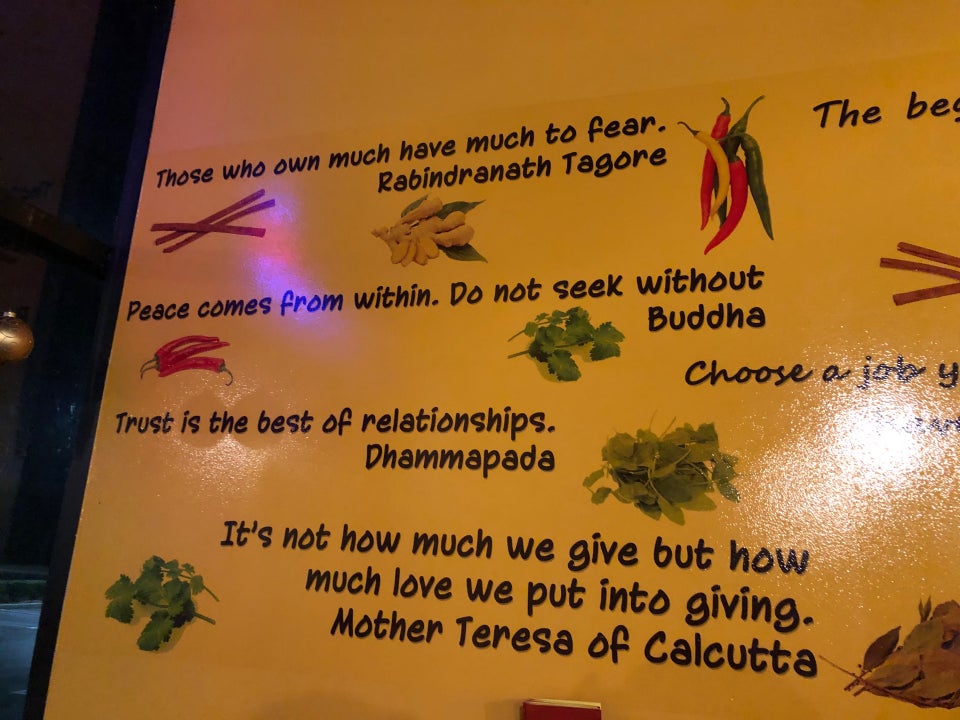 Those who own much have much to fear.
Rabindranath Tagore
The
Peace comes from within. Do not seek without
Buddha
Choose a job
Trust is the best of relationships.
Dhammapada
It's not how much we give but how
much love we put into giving.
Mother Teresa of Calcutta